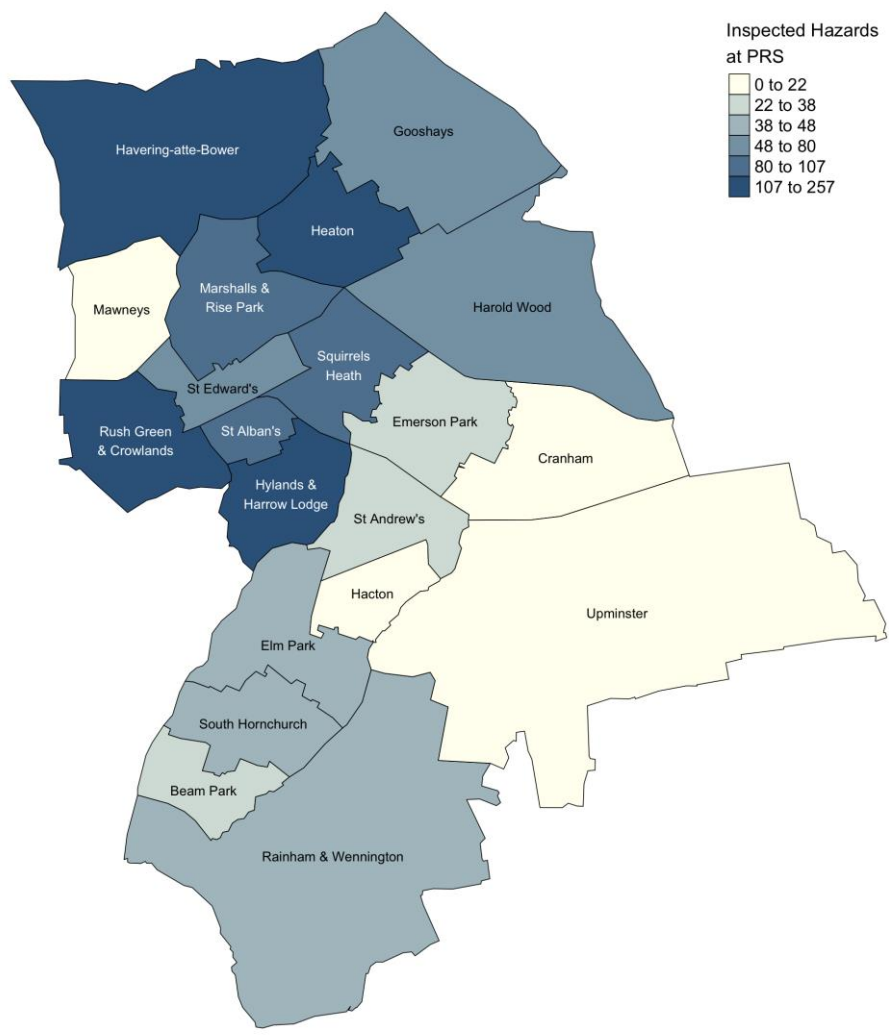 Inspected Hazards
at PRS
0 to 22
22 to 38
38 to 48
48 to 80
80 to 107
107 to 257
Gooshays
Havering-atte-Bower
Heaton
Marshalls &
Rise Park
Mawneys
Harold Wood
Squirrels
Heath
St Edward's
Emerson Park
Rush Green
& Crowlands
St Alban's
Cranham
Hylands &
Harrow Lodge
St Andrew's
Hacton
Upminster
Elm Park
South Hornchurch
Beam Park
Rainham & Wennington